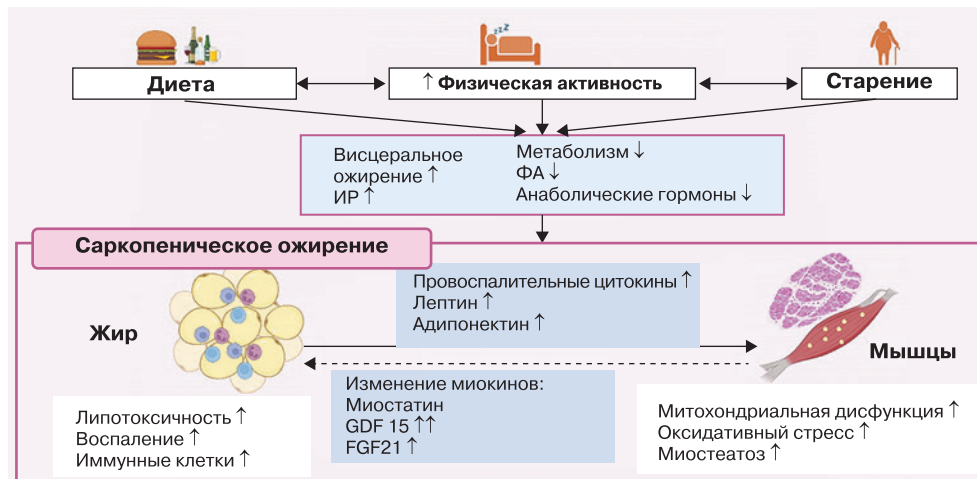 zzz
Диета
↑ Физическая активность
Старение
Висцеральное
ожирение ↑
ИР ↑
Метаболизм ↓
ФА ↓
Анаболические гормоны ↓
Саркопеническое ожирение
Провоспалительные цитокины ↑
Лептин ↑
Адипонектин ↑
Жир
Мышцы
Изменение миокинов:
Миостатин
GDF 15 ↑↑
FGF21 ↑
Липотоксичность ↑
Воспаление ↑
Иммунные клетки ↑
Митохондриальная дисфункция ↑
Оксидативный стресс ↑
Миостеатоз ↑